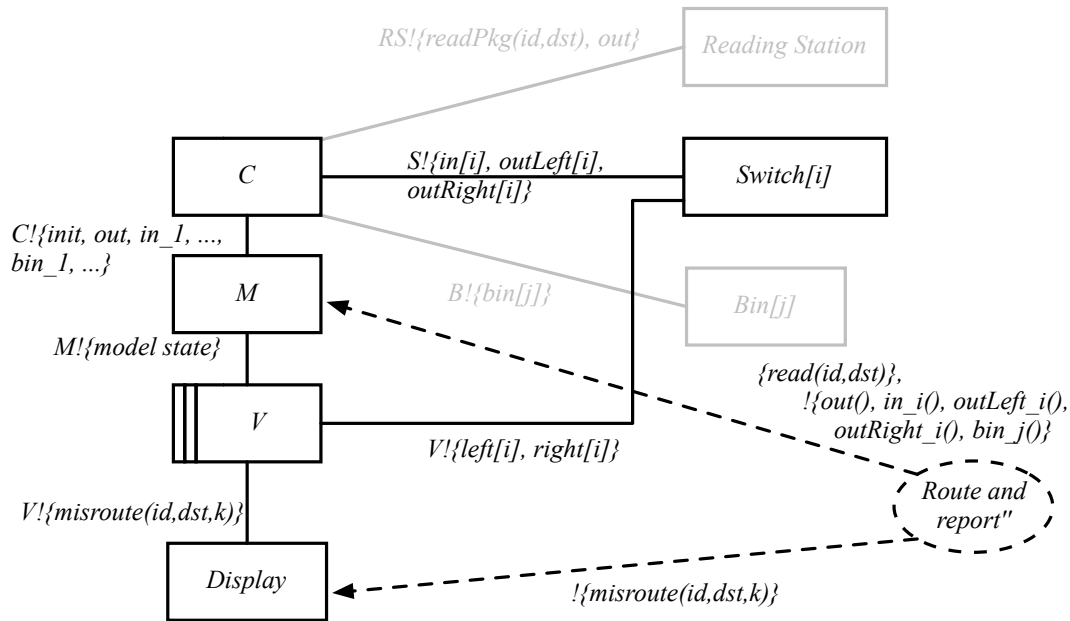 RS!{readPkg(id,dst), out}
Reading Station
C
S!{in[i], outLeft[i],
outRight[i]}
Switch[i]
C!{init, out, in_1, ...,
bin_1, ...}
M
B!{bin[j]}
Bin[j]
M!{model state}
{read(id,dst)},
!{out(), in_i(), outLeft_i(),
outRight_i(), bin_j()}
V
V!{left[i], right[i]}
V!{misroute(id,dst,k)}
Route and
report"
Display
!{misroute(id,dst,k)}